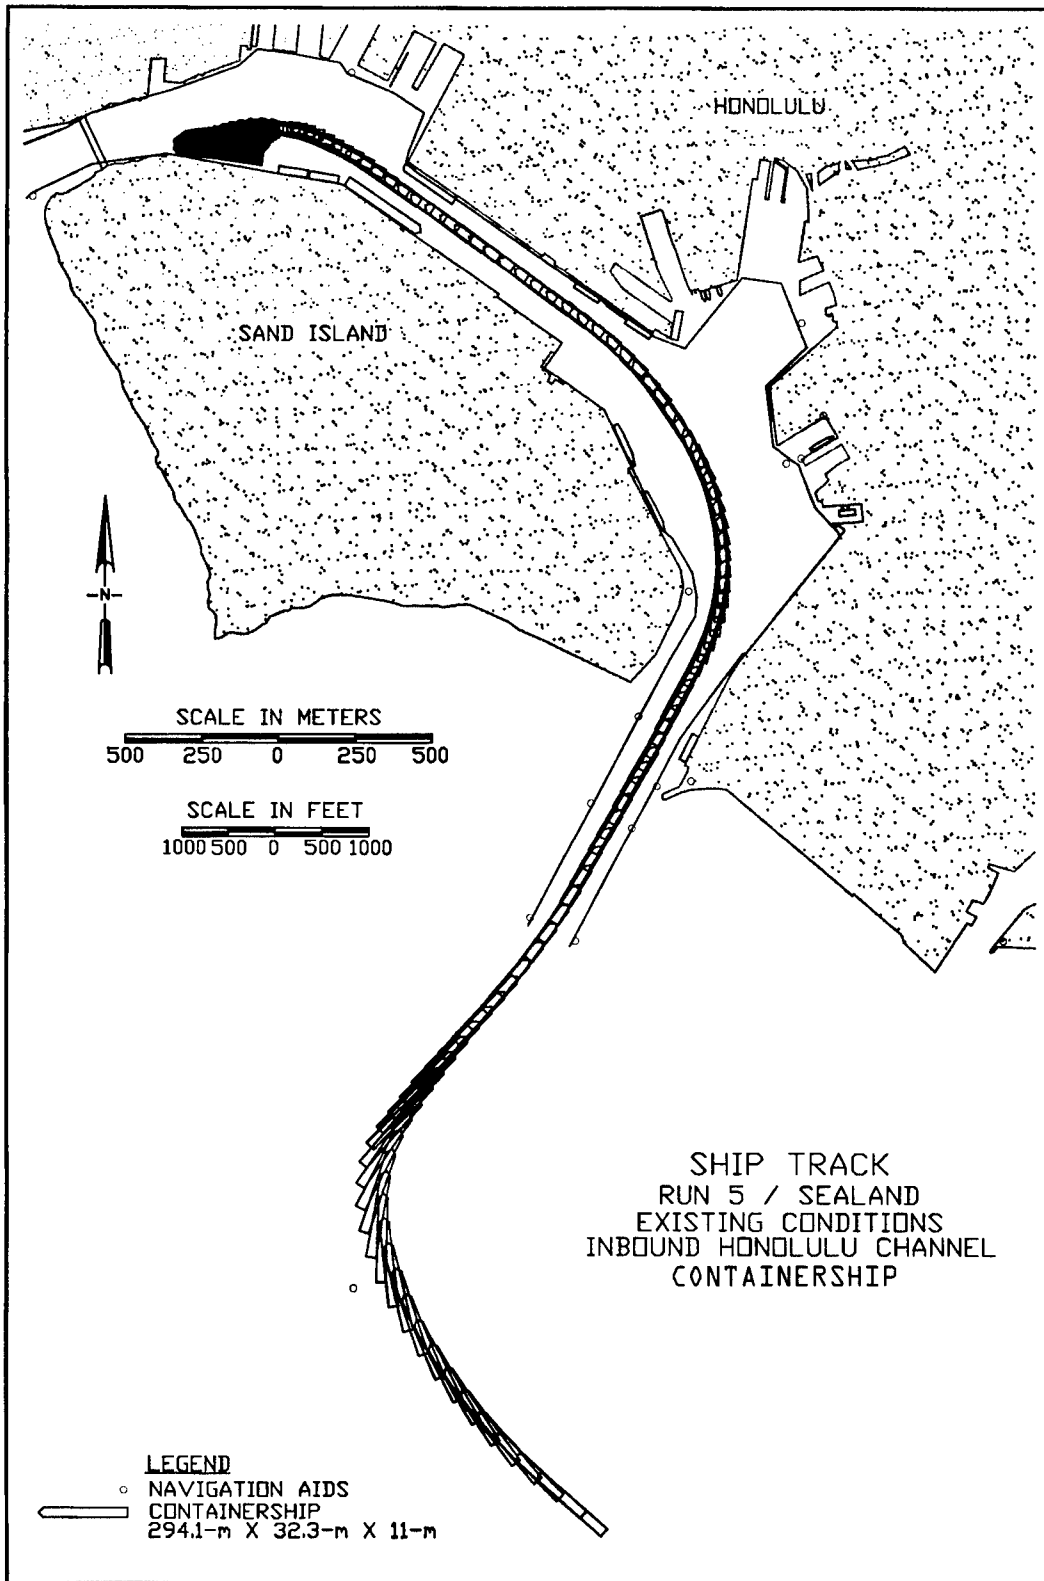 HONOLULU
SAND ISLAND
-N-
SCALE IN METERS
500 250 0 250 500
SCALE IN FEET
1000 500 0 500 1000
SHIP TRACK
RUN 5 / SEALAND
EXISTING CONDITIONS
INBOUND HONOLULU CHANNEL
CONTAINERSHIP
LEGEND
NAVIGATION AIDS
CONTAINERSHIP
294.1-m X 32.3-m X 11-m